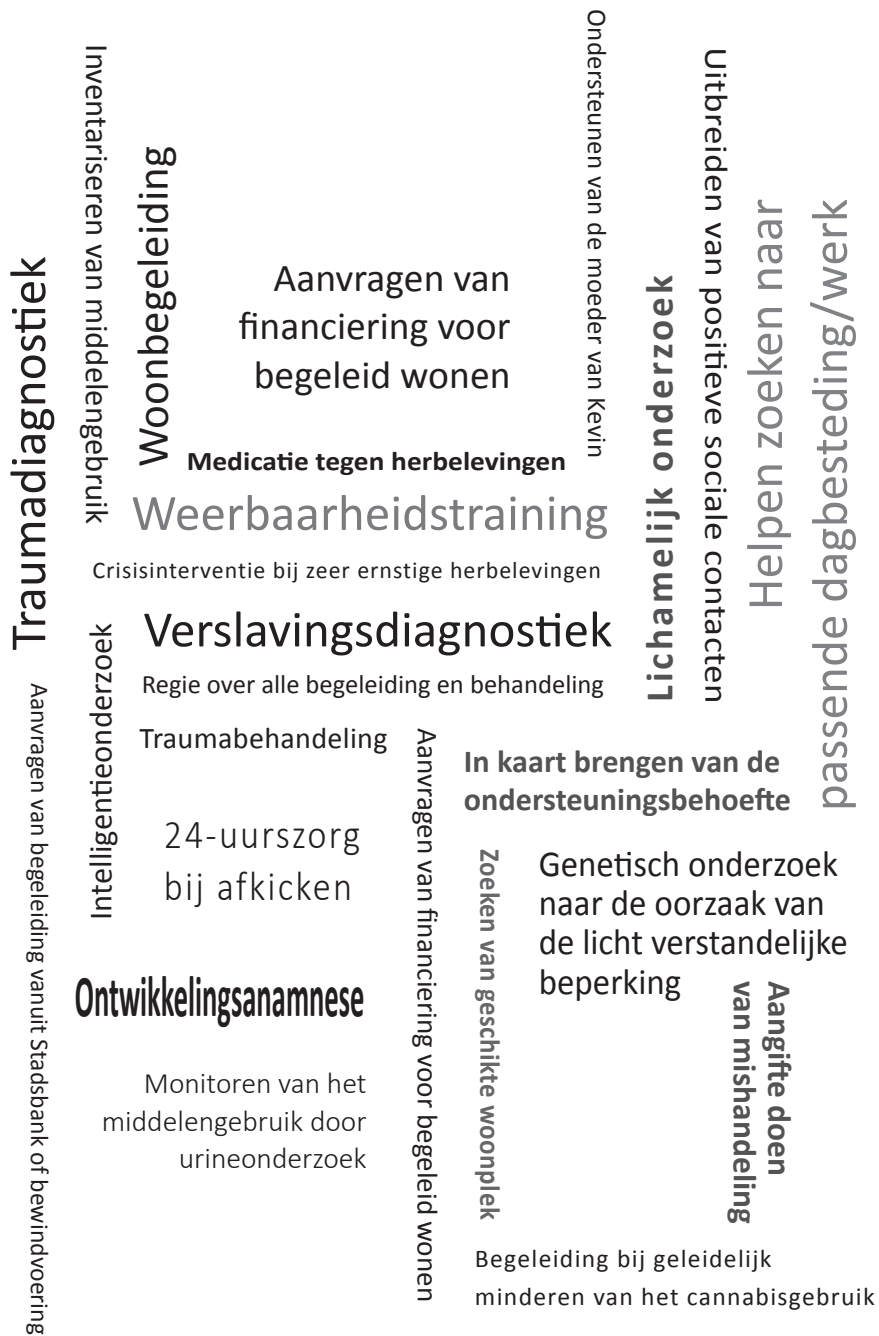 Traumadiagnostiek
Inventariseren van middelengebruik
Woonbegeleiding
Aanvragen van
financiering voor
begeleid wonen
Ondersteunen van de moeder van Kevin
Lichamelijk onderzoek
Uitbreiden van positieve sociale contacten
Helpen zoeken naar
passende dagbesteding/werk
Medicatie tegen herbelevingen
Weerbaarheidstraining
Crisisinterventie bij zeer ernstige herbelevingen
Verslavingsdiagnostiek
Regie over alle begeleiding en behandeling
Intelligentieonderzoek
Aanvragen van begeleiding vanuit Stadsbank of bewindvoering
Traumabehandeling
24-uurszorg
bij afkicken
Aanvragen van financiering voor begeleid wonen
In kaart brengen van de
ondersteuningsbehoefte
Zoeken van geschikte woonplek
Genetisch onderzoek
naar de oorzaak van
de licht verstandelijke
beperking
Ontwikkelingsanamnese
Aangifte doen
van mishandeling
Monitoren van het
middelengebruik door
urineonderzoek
Begeleiding bij geleidelijk
minderen van het cannabisgebruik